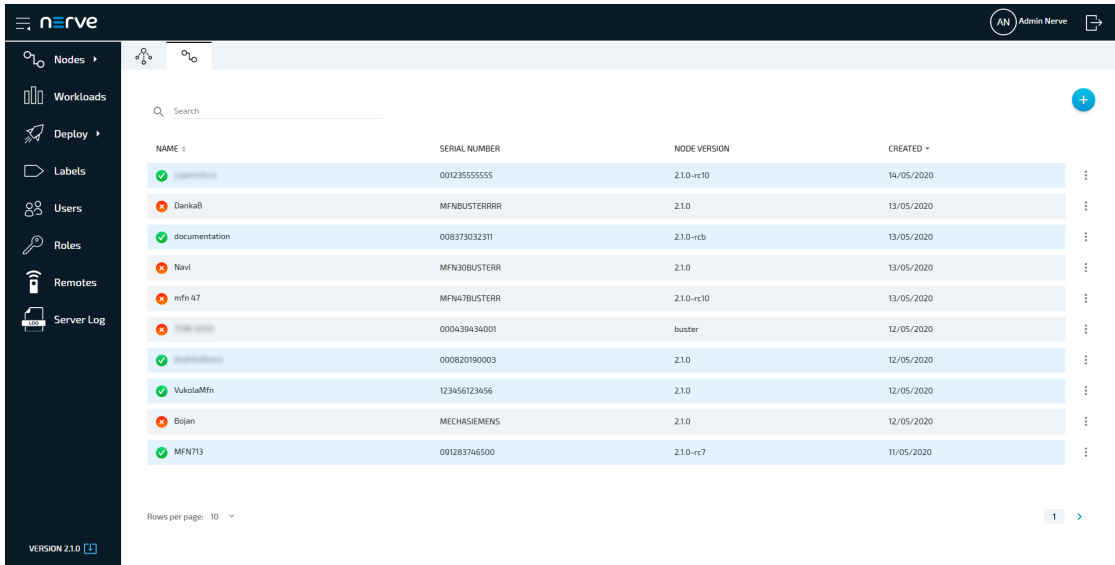 nerve
AN Admin Nerve
Nodes
Workloads
Deploy
Labels
Users
Roles
Remotes
LOG Server Log
VERSION 2.1.0
Search
+
NAME SERIAL NUMBER NODE VERSION CREATED
001235555555 2.1.0-rc10 14/05/2020
DankaB MFNBUSTERRRR 2.1.0 13/05/2020
documentation 008373032311 2.1.0-rcb 13/05/2020
Navi MFN30BUSTERR 2.1.0 13/05/2020
mfn 47 MFN47BUSTERR 2.1.0-rc10 13/05/2020
000439434001 buster 12/05/2020
000820190003 2.1.0 12/05/2020
VukolaMfn 123456123456 2.1.0 12/05/2020
Bojan MECHASIEMENS 2.1.0 12/05/2020
MFN713 091283746500 2.1.0-rc7 11/05/2020
Rows per page: 10
1